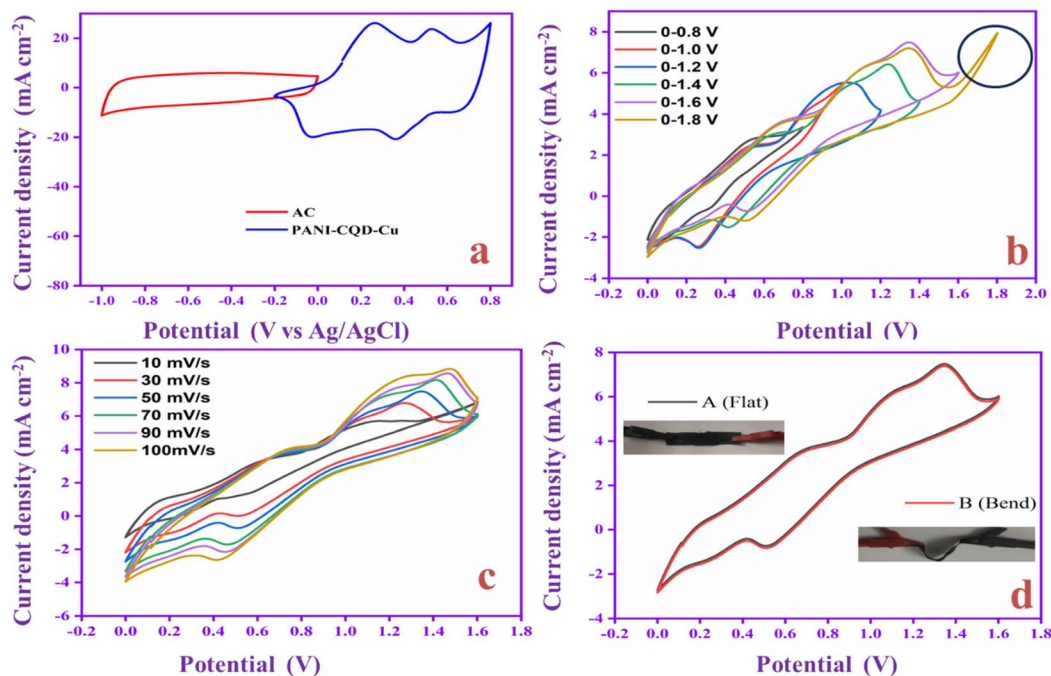 20
0
-20
-40
-60
-80
Current density (mA cm-2)
AC
PANI-CQD-Cu
a
-1.0 -0.8 -0.6 -0.4 -0.2 0.0 0.2 0.4 0.6 0.8
Potential (V vs Ag/AgCl)
8
6
4
2
0
-2
-4
Current density (mA cm-2)
0-0.8 V
0-1.0 V
0-1.2 V
0-1.4 V
0-1.6 V
0-1.8 V
b
-0.2 0.0 0.2 0.4 0.6 0.8 1.0 1.2 1.4 1.6 1.8 2.0
Potential (V)
10
8
6
4
2
0
-2
-4
-6
Current density (mA cm-2)
10 mV/s
30 mV/s
50 mV/s
70 mV/s
90 mV/s
100mV/s
c
-0.2 0.0 0.2 0.4 0.6 0.8 1.0 1.2 1.4 1.6 1.8
Potential (V)
8
6
4
2
0
-2
-4
Current density (mA cm-2)
A (Flat)
B (Bend)
d
-0.2 0.0 0.2 0.4 0.6 0.8 1.0 1.2 1.4 1.6 1.8
Potential (V)